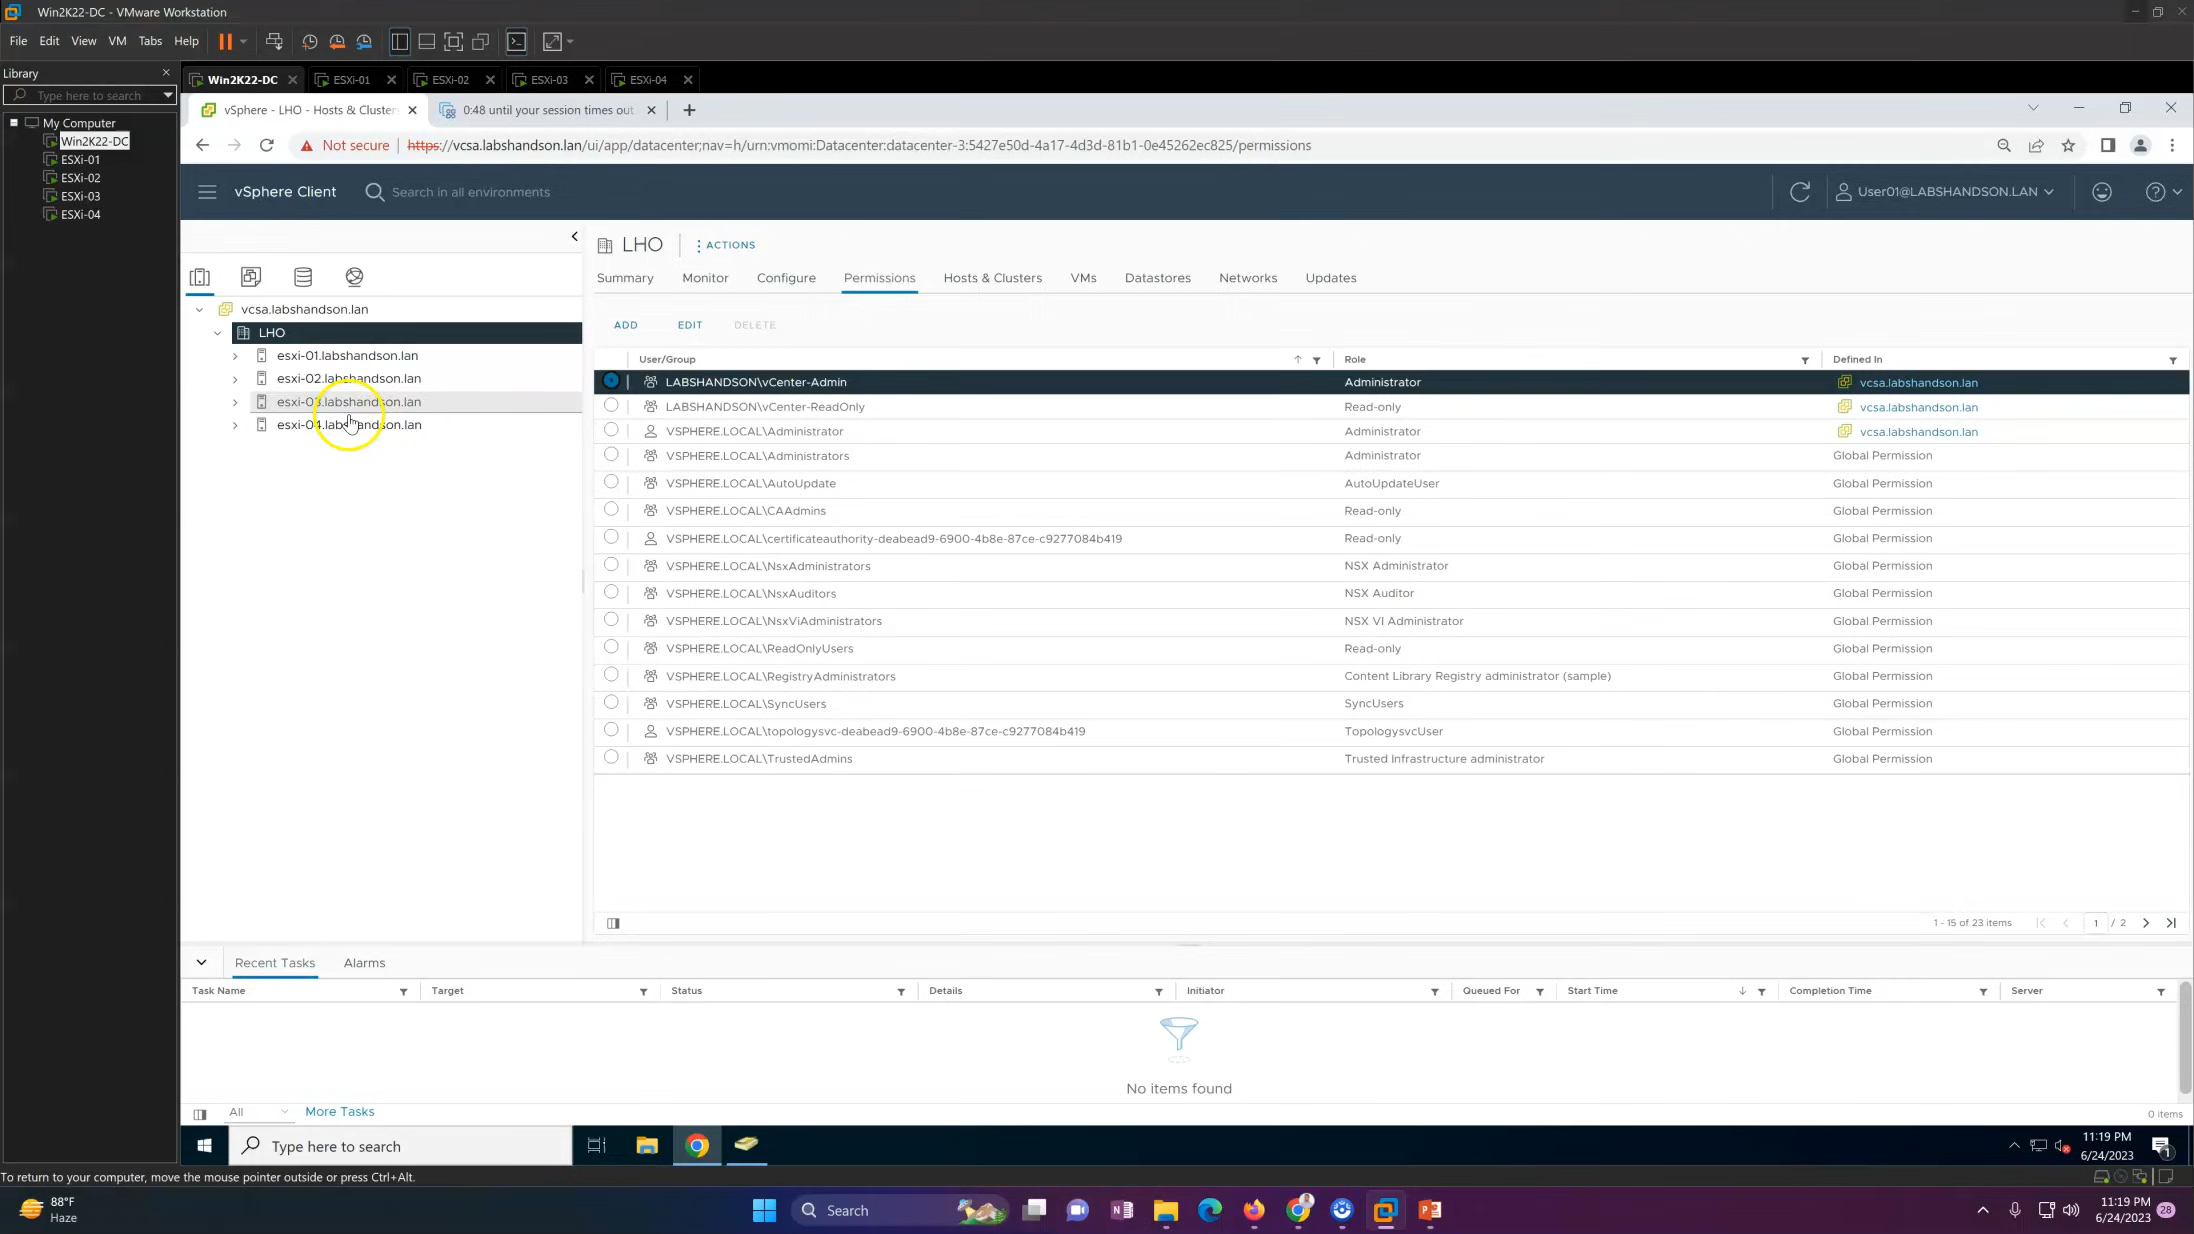 Win2K22-DC - VMware Workstation
File Edit View VM Tabs Help
Library
Type here to search
My Computer
Win2K22-DC
ESXi-01
ESXi-02
ESXi-03
ESXi-04
Win2K22-DC ESXi-01 ESXi-02 ESXi-03 ESXi-04
vSphere - LHO - Hosts & Clusters 0:48 until your session times out
Not secure https://vcsa.labshandson.lan/ui/app/datacenter;nav=h/urn:vmomi:Datacenter:datacenter-3:5427e50d-4a17-4d3d-81b1-0e45262ec825/permissions
vSphere Client Search in all environments User01@LABSHANDSON.LAN
vcsa.labshandson.lan
LHO
esxi-01.labshandson.lan
esxi-02.labshandson.lan
esxi-03.labshandson.lan
esxi-04.labshandson.lan
LHO ACTIONS
Summary Monitor Configure Permissions Hosts & Clusters VMs Datastores Networks Updates
ADD EDIT DELETE
User/Group Role Defined In
LABSHANDSON\vCenter-Admin Administrator vcsa.labshandson.lan
LABSHANDSON\vCenter-ReadOnly Read-only vcsa.labshandson.lan
VSPHERE.LOCAL\Administrator Administrator vcsa.labshandson.lan
VSPHERE.LOCAL\Administrators Administrator Global Permission
VSPHERE.LOCAL\AutoUpdate AutoUpdateUser Global Permission
VSPHERE.LOCAL\CAAdmins Read-only Global Permission
VSPHERE.LOCAL\certificateauthority-deabead9-6900-4b8e-87ce-c9277084b419 Read-only Global Permission
VSPHERE.LOCAL\NsxAdministrators NSX Administrator Global Permission
VSPHERE.LOCAL\NsxAuditors NSX Auditor Global Permission
VSPHERE.LOCAL\NsxViAdministrators NSX VI Administrator Global Permission
VSPHERE.LOCAL\ReadOnlyUsers Read-only Global Permission
VSPHERE.LOCAL\RegistryAdministrators Content Library Registry administrator (sample) Global Permission
VSPHERE.LOCAL\SyncUsers SyncUsers Global Permission
VSPHERE.LOCAL\topologysvc-deabead9-6900-4b8e-87ce-c9277084b419 TopologysvcUser Global Permission
VSPHERE.LOCAL\TrustedAdmins Trusted Infrastructure administrator Global Permission
1 - 15 of 23 items 1 / 2
Recent Tasks Alarms
Task Name Target Status Details Initiator Queued For Start Time Completion Time Server
No items found
All More Tasks 0 items
Type here to search 11:19 PM
6/24/2023 1
To return to your computer, move the mouse pointer outside or press Ctrl+Alt.
88°F
Haze
Search
11:19 PM
6/24/2023 28